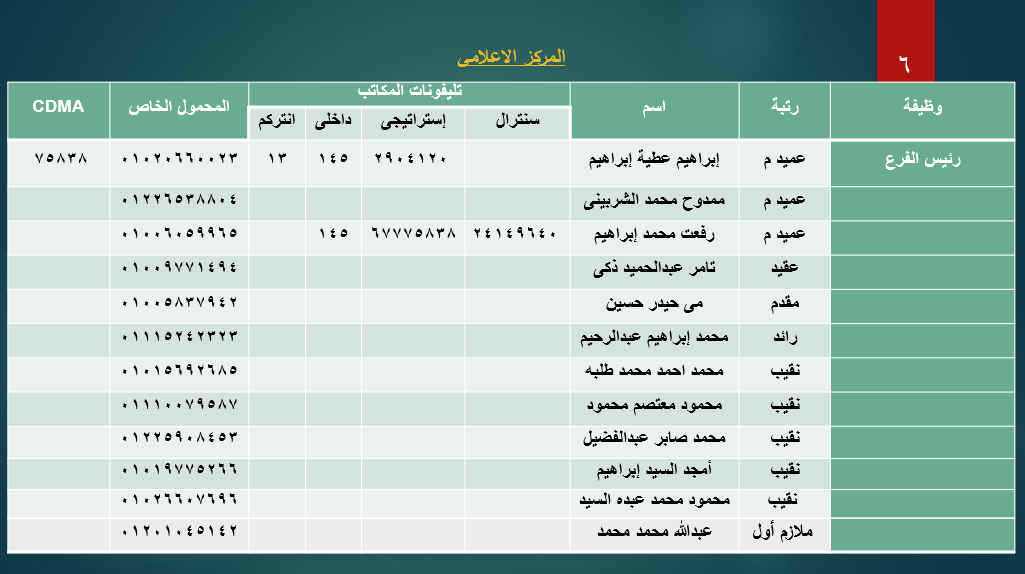 ٦
المركز الاعلامى
وظيفة رتبة اسم تليفونات المكاتب المحمول الخاص CDMA
سنترال إستراتيجى داخلى انتركم
رئيس الفرع عميد م إبراهيم عطية إبراهيم ٢٩٠٤١٢٠ ١٤٥ ١٣ ٠١٠٢٠٦٦٠٠٢٣ ٧٥٨٣٨
عميد م ممدوح محمد الشربينى ٠١٢٢٦٥٣٨٨٠٤
عميد م رفعت محمد إبراهيم ٢٤١٤٩٦٤٠ ٦٧٧٧٥٨٣٨ ١٤٥ ٠١٠٠٦٠٥٩٩٦٥
عقيد تامر عبدالحميد ذكى ٠١٠٠٩٧٧١٤٩٤
مقدم مى حيدر حسين ٠١٠٠٥٨٣٧٩٤٢
رائد محمد إبراهيم عبدالرحيم ٠١١١٥٢٤٢٣٢٣
نقيب محمد احمد محمد طلبه ٠١٠١٥٦٩٢٦٨٥
نقيب محمود معتصم محمود ٠١١١٠٠٧٩٥٨٧
نقيب محمد صابر عبدالفضيل ٠١٢٢٥٩٠٨٤٥٣
نقيب أمجد السيد إبراهيم ٠١٠١٩٧٧٥٢٦٦
نقيب محمود محمد عبده السيد ٠١٠٢٦٦٠٧٦٩٦
ملازم أول عبدالله محمد محمد ٠١٢٠١٠٤٥١٤٢